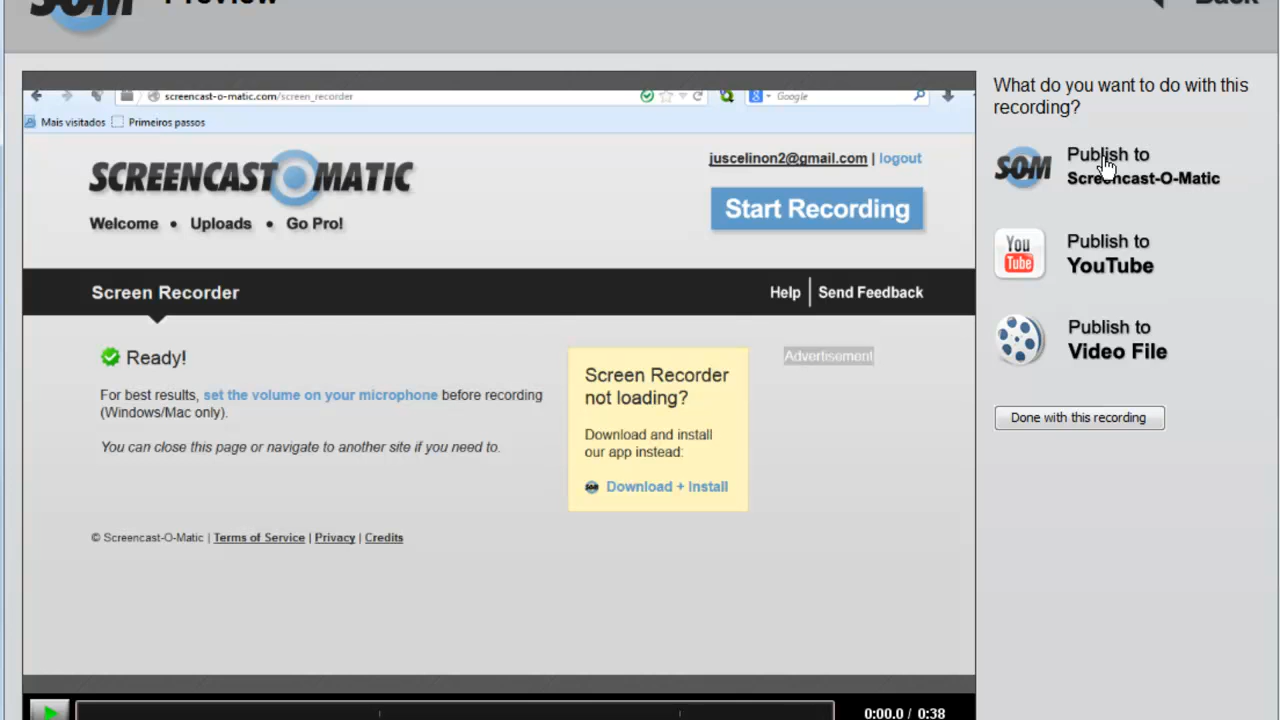 SOM Preview
Back
screencast-o-matic.com/screen_recorder
Google
Mais visitados
Primeiros passos
SCREENCAST-O-MATIC
juscelinon2@gmail.com | logout
Welcome • Uploads • Go Pro!
Start Recording
Screen Recorder
Help | Send Feedback
Ready!
For best results, set the volume on your microphone before recording
(Windows/Mac only).
You can close this page or navigate to another site if you need to.
Screen Recorder
not loading?
Download and install
our app instead:
Download + Install
Advertisement
© Screencast-O-Matic | Terms of Service | Privacy | Credits
0:00.0 / 0:38
What do you want to do with this
recording?
SOM
Publish to
Screencast-O-Matic
You
Tube
Publish to
YouTube
Publish to
Video File
Done with this recording